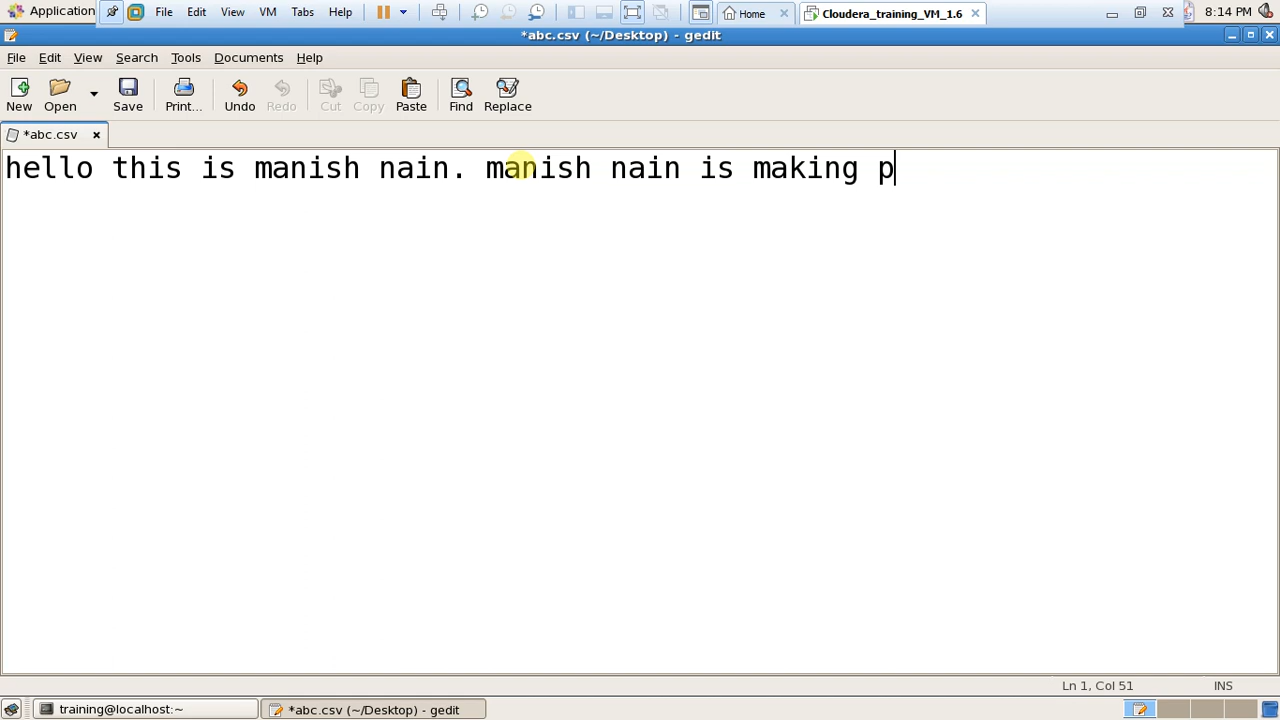 Application File Edit View VM Tabs Help Home Cloudera_training_VM_1.6 8:14 PM
*abc.csv (~/Desktop) - gedit
File Edit View Search Tools Documents Help
New Open Save Print... Undo Redo Cut Copy Paste Find Replace
*abc.csv
hello this is manish nain. manish nain is making p
Ln 1, Col 51 INS
training@localhost:~ *abc.csv (~/Desktop) - gedit